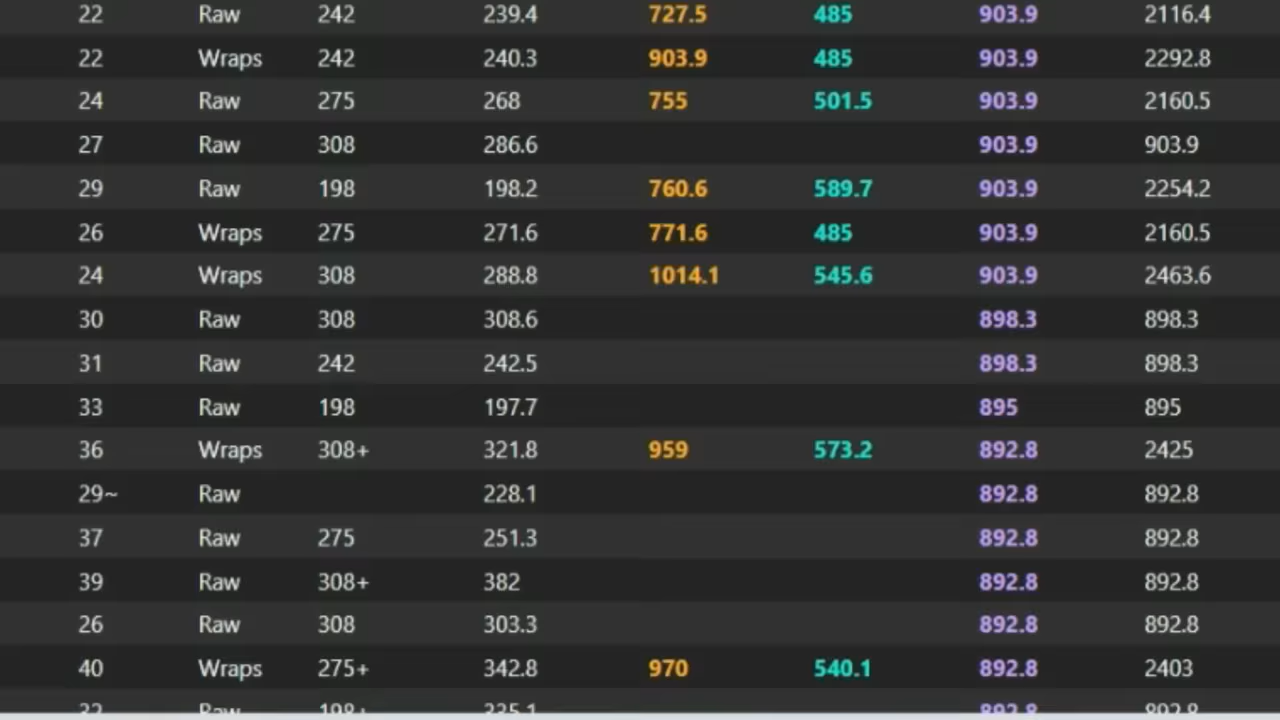 22 Raw 242 239.4 727.5 485 903.9 2116.4
22 Wraps 242 240.3 903.9 485 903.9 2292.8
24 Raw 275 268 755 501.5 903.9 2160.5
27 Raw 308 286.6 903.9 903.9
29 Raw 198 198.2 760.6 589.7 903.9 2254.2
26 Wraps 275 271.6 771.6 485 903.9 2160.5
24 Wraps 308 288.8 1014.1 545.6 903.9 2463.6
30 Raw 308 308.6 898.3 898.3
31 Raw 242 242.5 898.3 898.3
33 Raw 198 197.7 895 895
36 Wraps 308+ 321.8 959 573.2 892.8 2425
29~ Raw 228.1 892.8 892.8
37 Raw 275 251.3 892.8 892.8
39 Raw 308+ 382 892.8 892.8
26 Raw 308 303.3 892.8 892.8
40 Wraps 275+ 342.8 970 540.1 892.8 2403
Raw 892.8 892.8